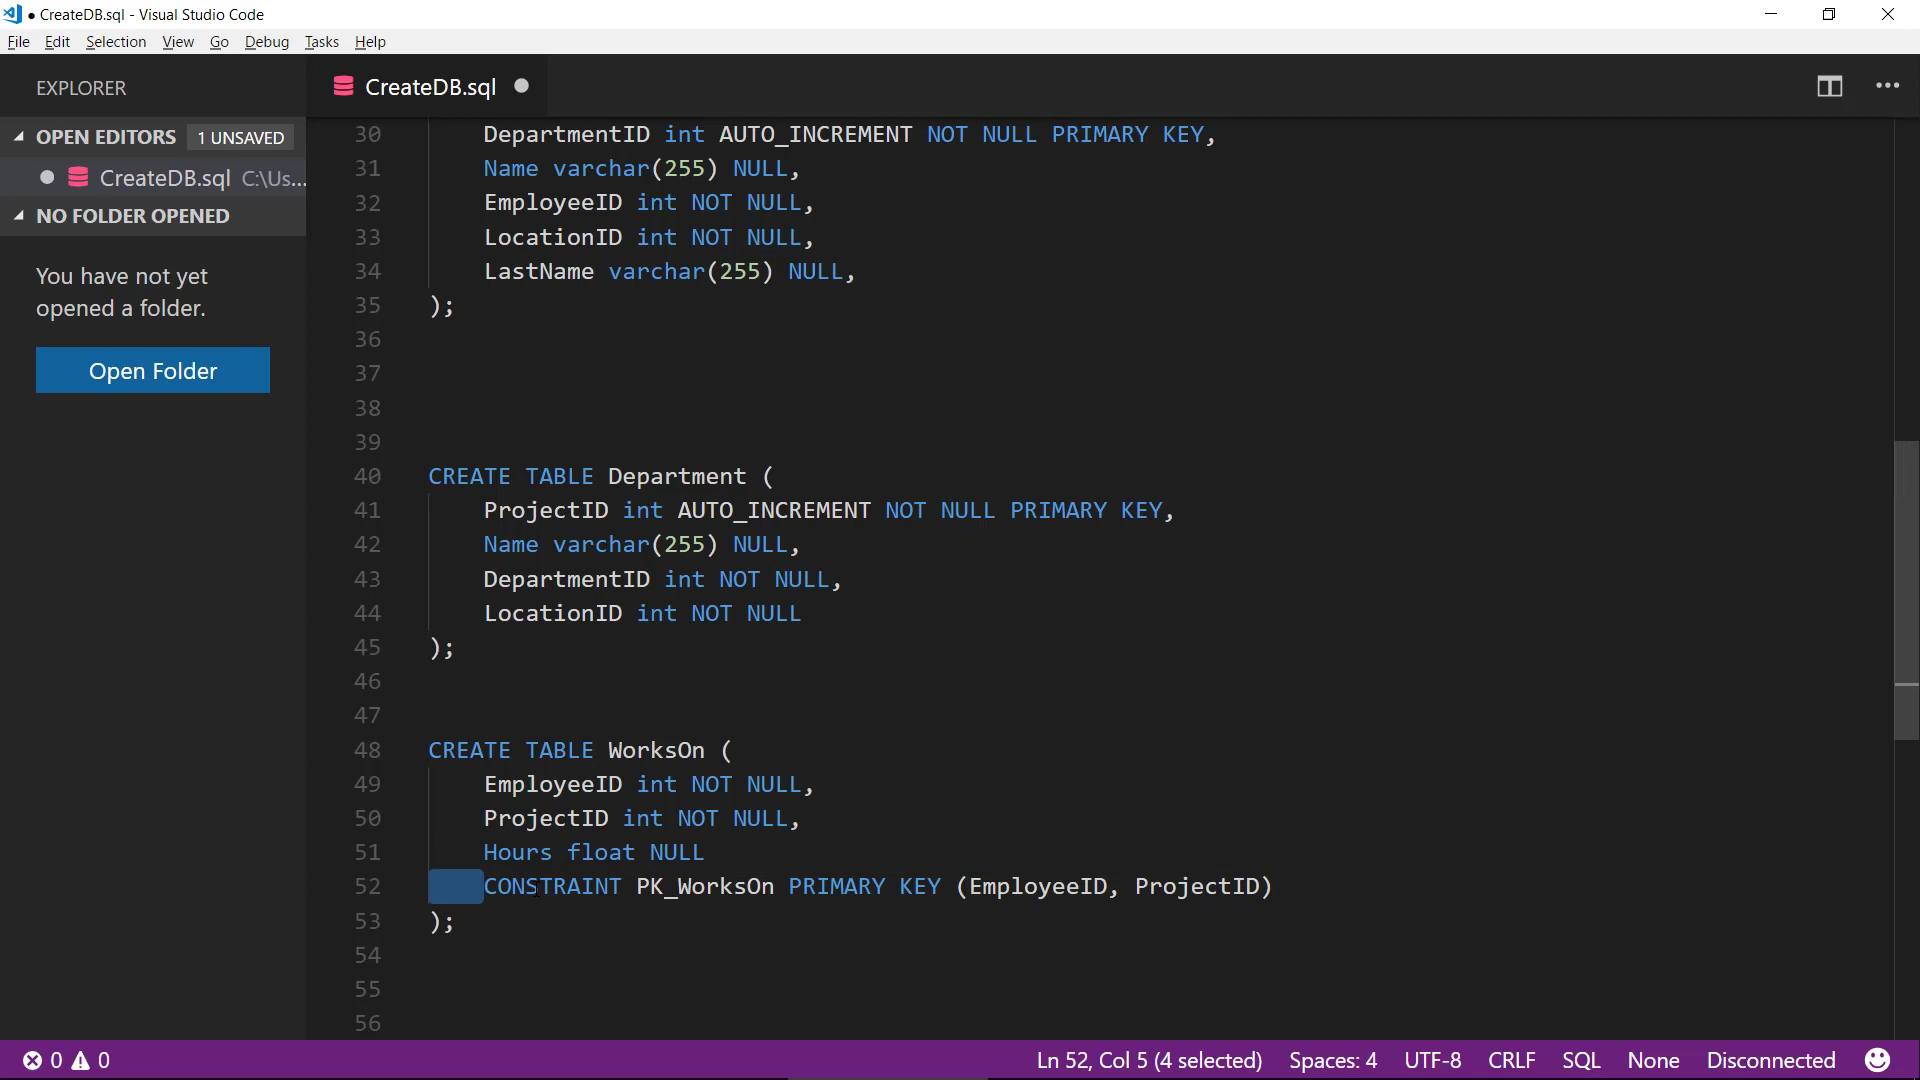 ● CreateDB.sql - Visual Studio Code
File Edit Selection View Go Debug Tasks Help
EXPLORER
CreateDB.sql
OPEN EDITORS 1 UNSAVED
CreateDB.sql C:\Us...
NO FOLDER OPENED
You have not yet
opened a folder.
Open Folder
30 DepartmentID int AUTO_INCREMENT NOT NULL PRIMARY KEY,
31 Name varchar(255) NULL,
32 EmployeeID int NOT NULL,
33 LocationID int NOT NULL,
34 LastName varchar(255) NULL,
35 );
36
37
38
39
40 CREATE TABLE Department (
41 ProjectID int AUTO_INCREMENT NOT NULL PRIMARY KEY,
42 Name varchar(255) NULL,
43 DepartmentID int NOT NULL,
44 LocationID int NOT NULL
45 );
46
47
48 CREATE TABLE WorksOn (
49 EmployeeID int NOT NULL,
50 ProjectID int NOT NULL,
51 Hours float NULL
52 CONSTRAINT PK_WorksOn PRIMARY KEY (EmployeeID, ProjectID)
53 );
54
55
56
0 0 Ln 52, Col 5 (4 selected) Spaces: 4 UTF-8 CRLF SQL None Disconnected